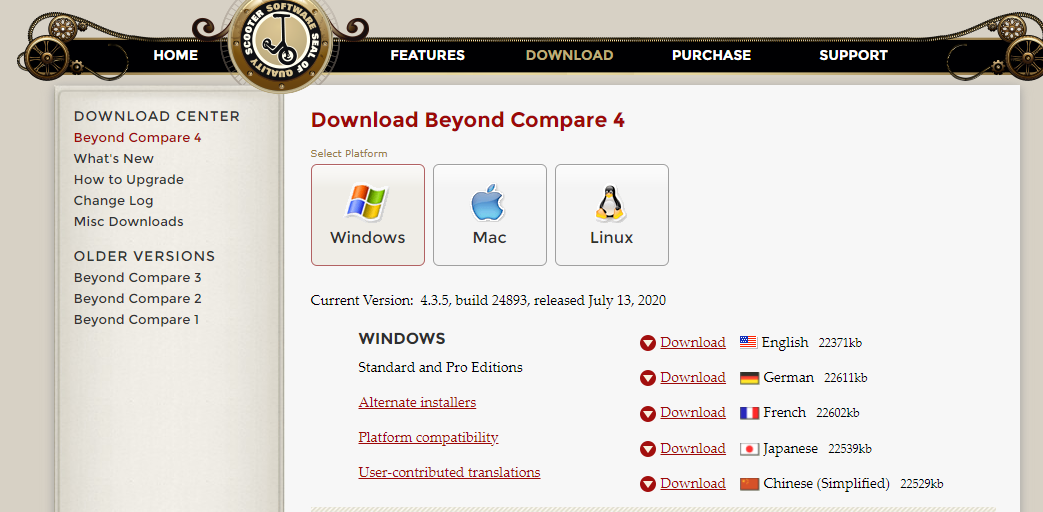 SCOOTER SOFTWARE SEAL OF QUALITY
HOME FEATURES DOWNLOAD PURCHASE SUPPORT
DOWNLOAD CENTER
Beyond Compare 4
What's New
How to Upgrade
Change Log
Misc Downloads
OLDER VERSIONS
Beyond Compare 3
Beyond Compare 2
Beyond Compare 1
Download Beyond Compare 4
Select Platform
Windows Mac Linux
Current Version: 4.3.5, build 24893, released July 13, 2020
WINDOWS
Standard and Pro Editions
Alternate installers
Platform compatibility
User-contributed translations
Download English 22371kb
Download German 22611kb
Download French 22602kb
Download Japanese 22539kb
Download Chinese (Simplified) 22529kb